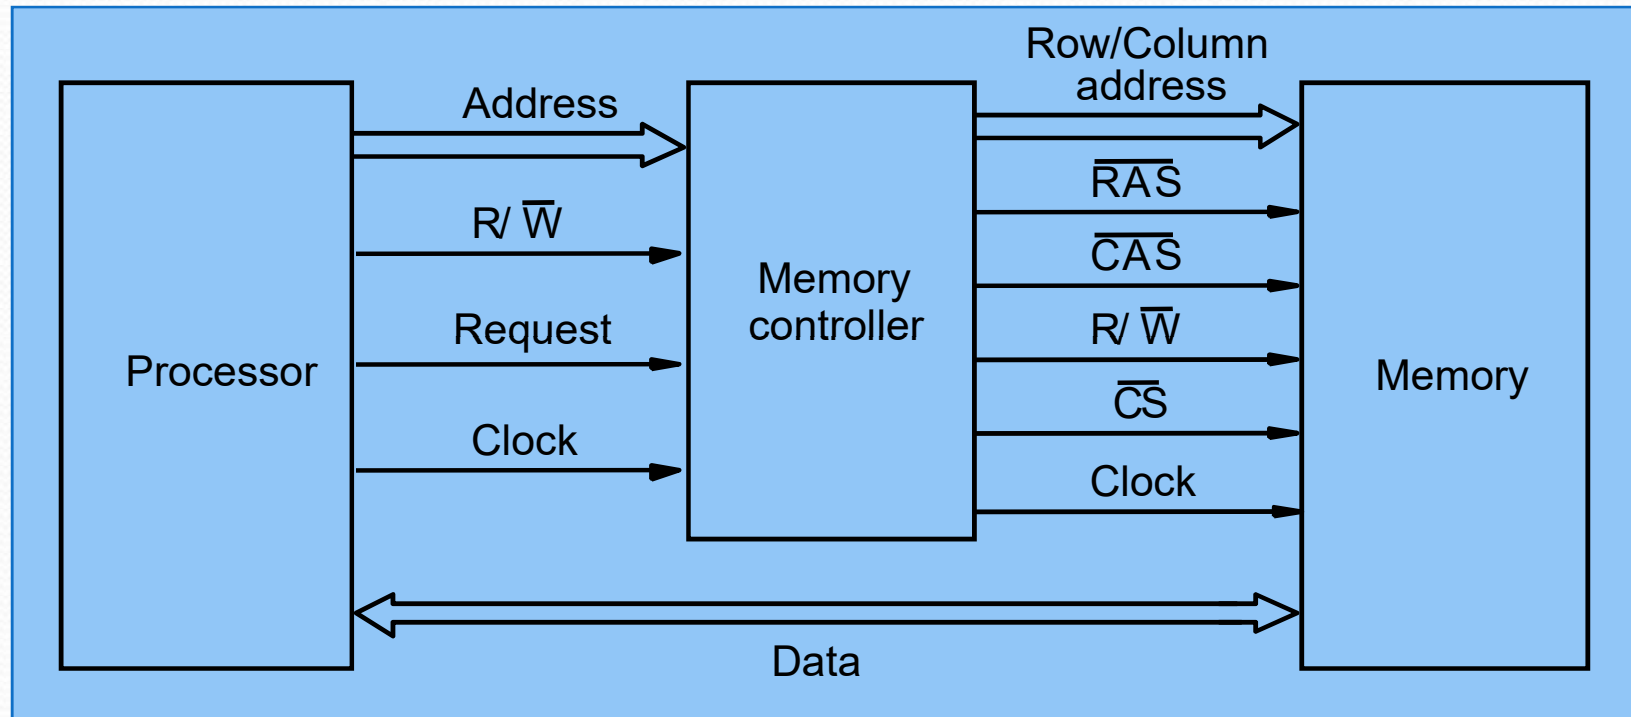 Row/Column
address
Address
RAS
R/ W
CAS
Memory
controller
R/ W
Request
Processor
Memory
CS
Clock
Clock
Data